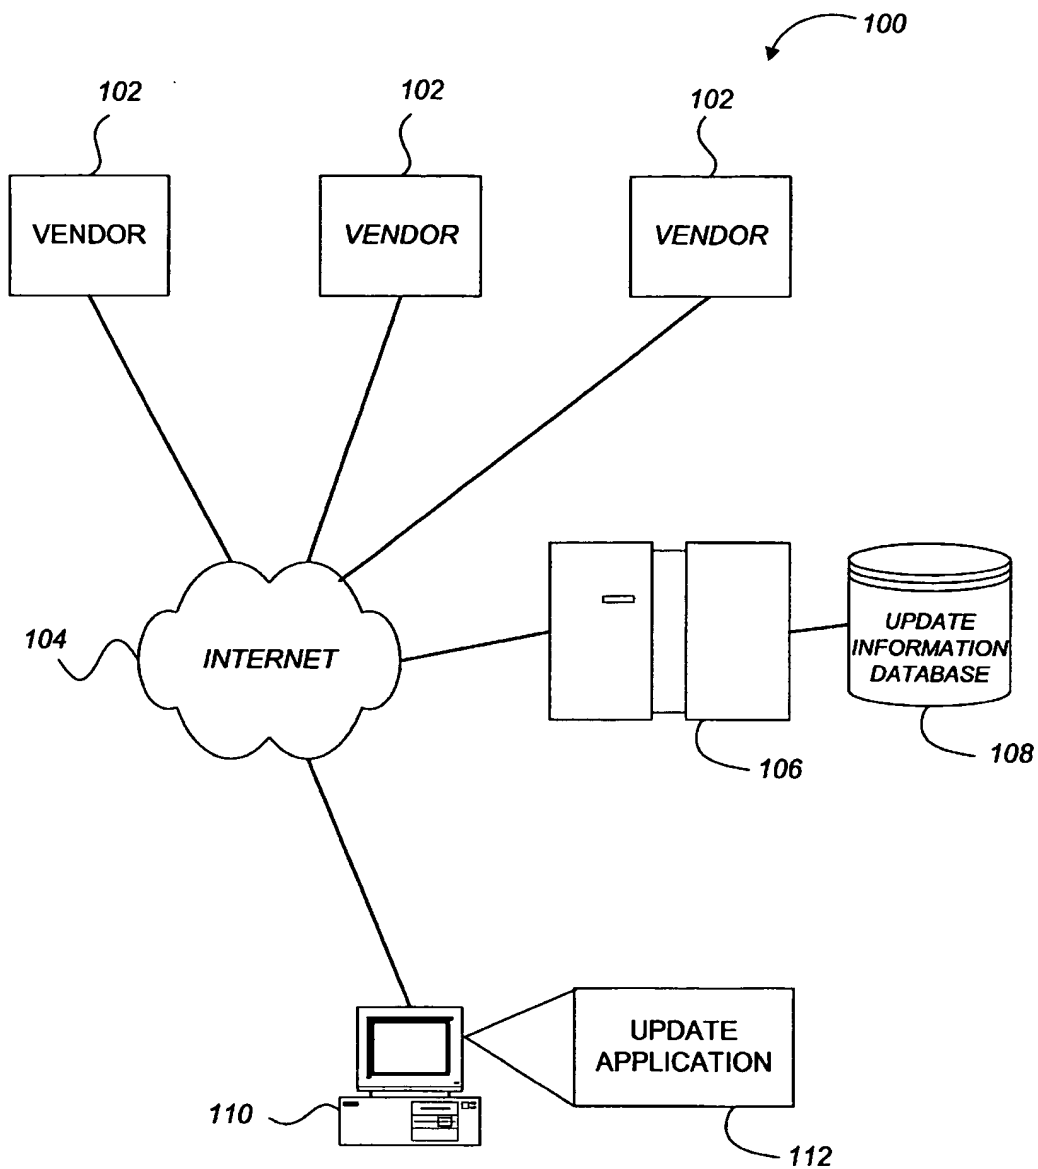 100
102
102
102
VENDOR
VENDOR
VENDOR
104
INTERNET
UPDATE
INFORMATION
DATABASE
106
108
UPDATE
APPLICATION
110
112